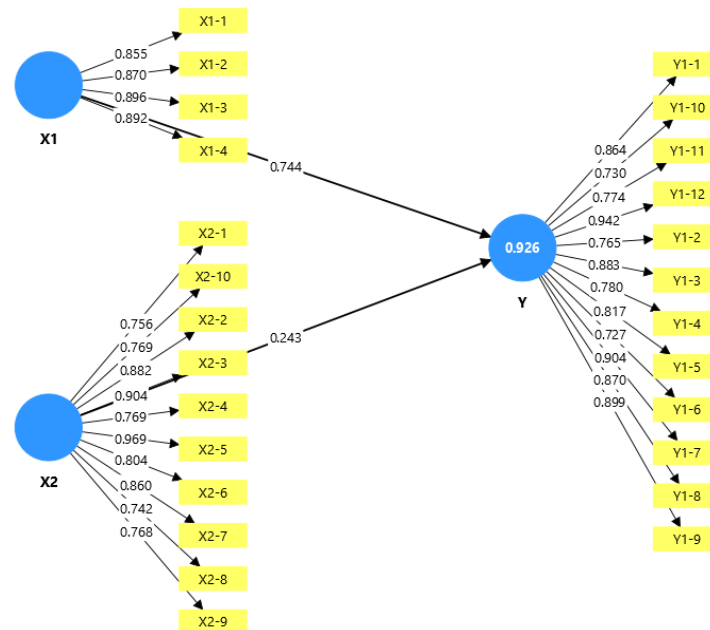 X1-1
0.855
X1-2
0.870
X1-3
0.896
0.892
X1-4
X1
0.744
X2-1
X2-10
0.756
X2-2
0.769
0.882
X2-3
0.243
0.904
X2-4
0.769
0.969
X2-5
0.804
X2-6
X2
0.860
X2-7
0.742
0.768
X2-8
X2-9
0.926
Y
Y1-1
Y1-10
0.864
Y1-11
0.730
0.774
Y1-12
0.942
0.765
Y1-2
0.883
Y1-3
0.780
0.817
Y1-4
0.727
Y1-5
0.904
0.870
0.899
Y1-6
Y1-7
Y1-8
Y1-9